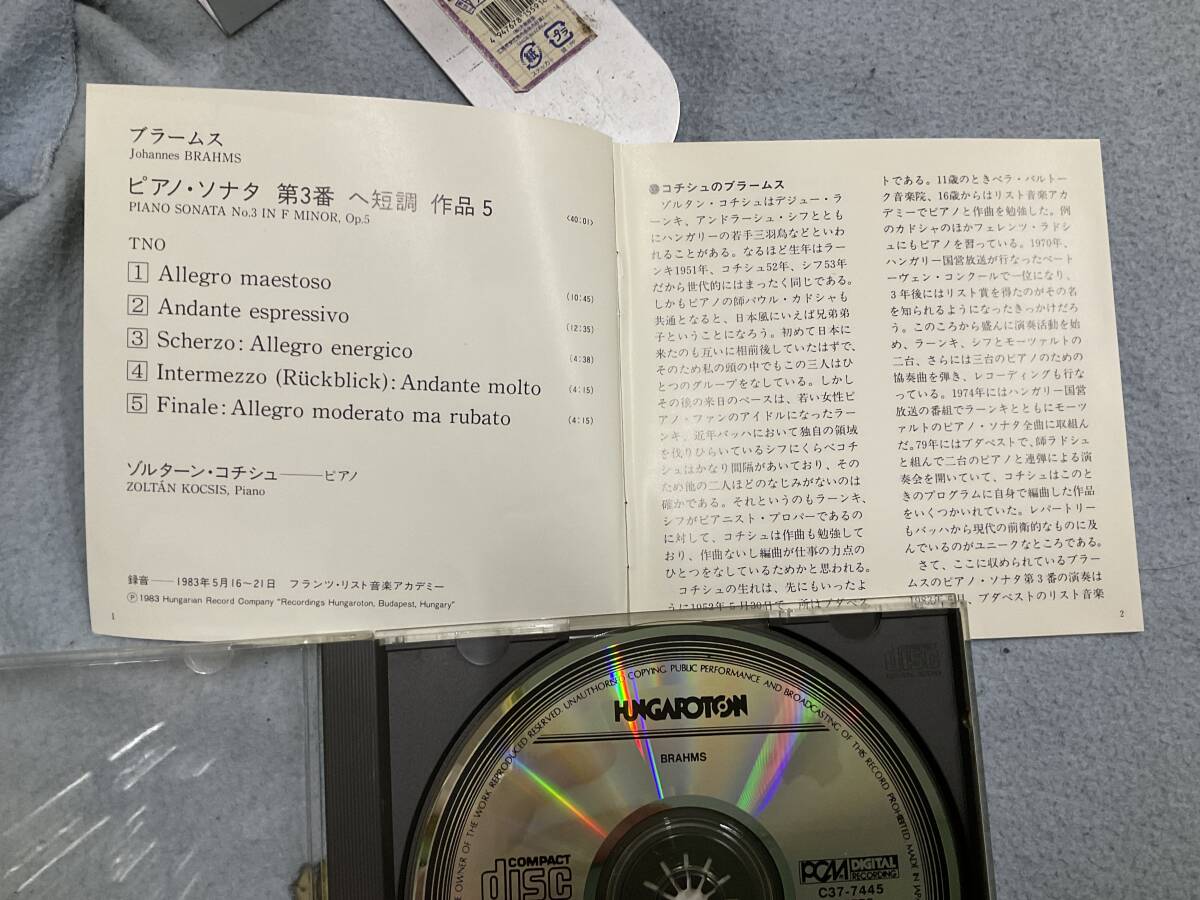 4947678
ブラームス
Johannes BRAHMS
ピアノ・ソナタ 第3番 ヘ短調 作品5
PIANO SONATA No.3 IN F MINOR, Op.5
〈40:01〉
TNO
1 Allegro maestoso
(10:45)
2 Andante espressivo
(12:35)
3 Scherzo: Allegro energico
(4:38)
4 Intermezzo (Rückblick): Andante molto
(4:15)
5 Finale: Allegro moderato ma rubato
(4:15)
ゾルターン・コチシュ――ピアノ
ZOLTÁN KOCSIS, Piano
録音――1983年5月16~21日 フランツ・リスト音楽アカデミー
Ⓟ1983 Hungarian Record Company "Recordings Hungaroton, Budapest, Hungary"
1
コチシュのブラームス
ゾルタン・コチシュはデジュー・ラ
ーンキ、アンドラーシュ・シフととも
にハンガリーの若手三羽烏などといわ
れることがある。なるほど生年はラー
ンキ1951年、コチシュ52年、シフ53年
だから世代的にはまったく同じである。
しかもピアノの師パウル・カドシャも
共通となると、日本風にいえば兄弟弟
子ということになろう。初めて日本に
来たのも互いに相前後していたはずで、
そのため私の頭の中でもこの三人はひ
とつのグループをなしている。しかし
その後の来日のペースは、若い女性ピ
アノ・ファンのアイドルになったラー
ンキ、近年バッハにおいて独自の領域
を伐りひらいているシフにくらべコチ
シュはかなり間隔があいており、その
ため他の二人ほどのなじみがないのは
確かである。それというのもラーンキ、
シフがピアニスト・プロパーであるの
に対して、コチシュは作曲も勉強して
おり、作曲ないし編曲が仕事の力点の
ひとつをなしているためかと思われる。
コチシュの生れは、先にもいったよ
うに1952年5月30日で、所はブダペス
トである。11歳のときベラ・バルトー
ク音楽院、16歳からはリスト音楽アカ
デミーでピアノと作曲を勉強した。例
のカドシャのほかフェレンツ・ラドシ
ュにもピアノを習っている。1970年、
ハンガリー国営放送が行なったベート
ーヴェン・コンクールで一位になり、
3年後にはリスト賞を得たのがその名
を知られるようになったきっかけだろ
う。このころから盛んに演奏活動を始
め、ラーンキ、シフとモーツァルトの
二台、さらには三台のピアノのための
協奏曲を弾き、レコーディングも行な
っている。1974年にはハンガリー国営
放送の番組でラーンキとともにモーツ
ァルトのピアノ・ソナタ全曲に取組ん
だ。79年にはブダペストで、師ラドシュ
と組んで二台のピアノと連弾による演
奏会を開いていて、コチシュはこのと
きのプログラムに自身で編曲した作品
をいくつかいれていた。レパートリー
もバッハから現代の前衛的なものに及
んでいるのがユニークなところである。
さて、ここに収められているブラー
ムスのピアノ・ソナタ第3番の演奏は
日、ブダペストのリスト音楽
2
OWNER OF THE WORK REPRODUCED RESERVED. UNAUTHORISED COPYING, PUBLIC PERFORMANCE AND BROADCASTING OF THIS RECORD PROHIBITED. MADE IN JAP
HUNGAROTON
BRAHMS
COMPACT
disc
PCM DIGITAL RECORDING
C37-7445